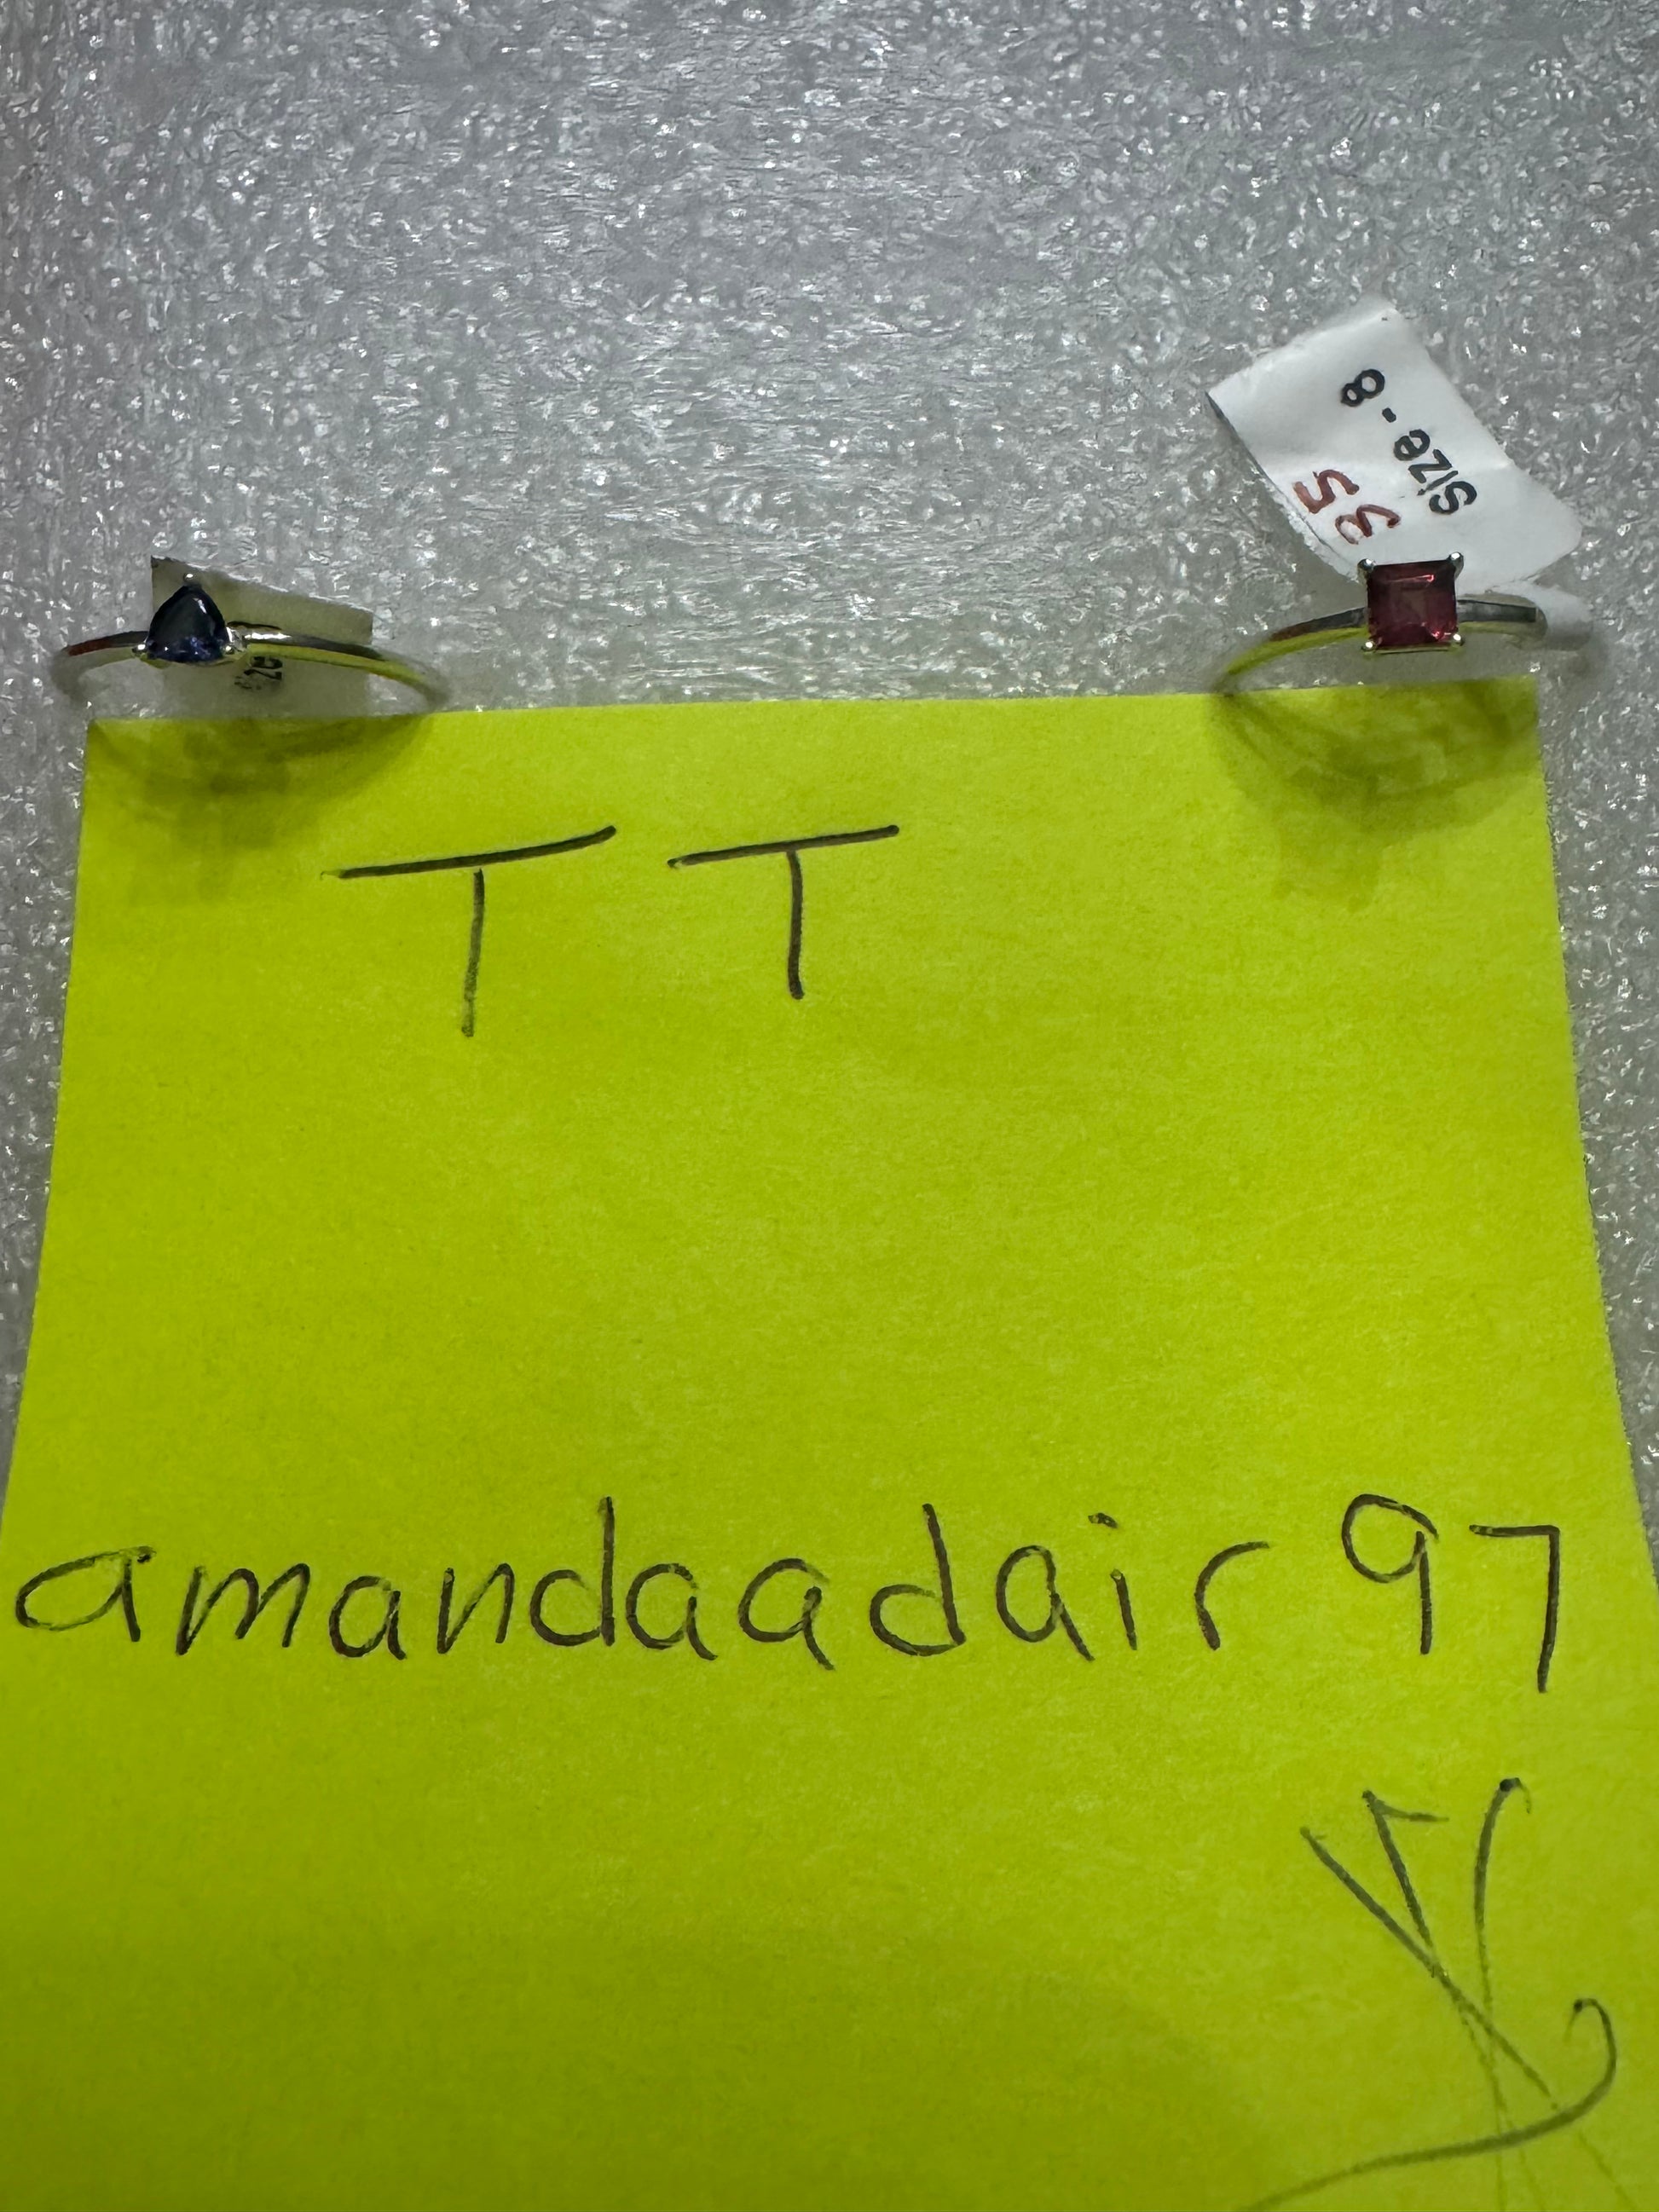 Size - 8
35
TT
amandaadair97